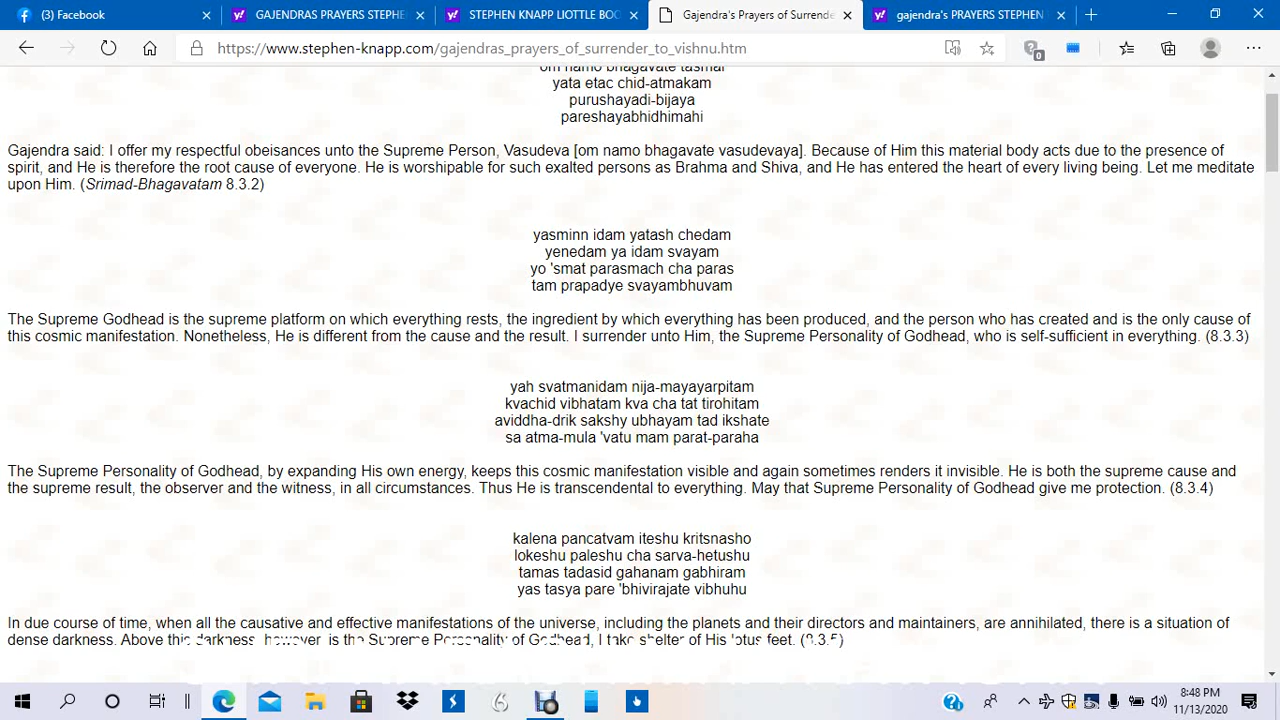 (3) Facebook
GAJENDRAS PRAYERS STEPHE
STEPHEN KNAPP LIOTTLE BOO
Gajendra's Prayers of Surrende
gajendra's PRAYERS STEPHEN
https://www.stephen-knapp.com/gajendras_prayers_of_surrender_to_vishnu.htm
0
om namo bhagavate tasmai
yata etac chid-atmakam
purushayadi-bijaya
pareshayabhidhimahi
Gajendra said: I offer my respectful obeisances unto the Supreme Person, Vasudeva [om namo bhagavate vasudevaya]. Because of Him this material body acts due to the presence of
spirit, and He is therefore the root cause of everyone. He is worshipable for such exalted persons as Brahma and Shiva, and He has entered the heart of every living being. Let me meditate
upon Him. (Srimad-Bhagavatam 8.3.2)
yasminn idam yatash chedam
yenedam ya idam svayam
yo 'smat parasmach cha paras
tam prapadye svayambhuvam
The Supreme Godhead is the supreme platform on which everything rests, the ingredient by which everything has been produced, and the person who has created and is the only cause of
this cosmic manifestation. Nonetheless, He is different from the cause and the result. I surrender unto Him, the Supreme Personality of Godhead, who is self-sufficient in everything. (8.3.3)
yah svatmanidam nija-mayayarpitam
kvachid vibhatam kva cha tat tirohitam
aviddha-drik sakshy ubhayam tad ikshate
sa atma-mula 'vatu mam parat-paraha
The Supreme Personality of Godhead, by expanding His own energy, keeps this cosmic manifestation visible and again sometimes renders it invisible. He is both the supreme cause and
the supreme result, the observer and the witness, in all circumstances. Thus He is transcendental to everything. May that Supreme Personality of Godhead give me protection. (8.3.4)
kalena pancatvam iteshu kritsnasho
lokeshu paleshu cha sarva-hetushu
tamas tadasid gahanam gabhiram
yas tasya pare 'bhivirajate vibhuhu
In due course of time, when all the causative and effective manifestations of the universe, including the planets and their directors and maintainers, are annihilated, there is a situation of
dense darkness. Above this darkness, however, is the Supreme Personality of Godhead, I take shelter of His lotus feet. (8.3.5)
8:48 PM
11/13/2020